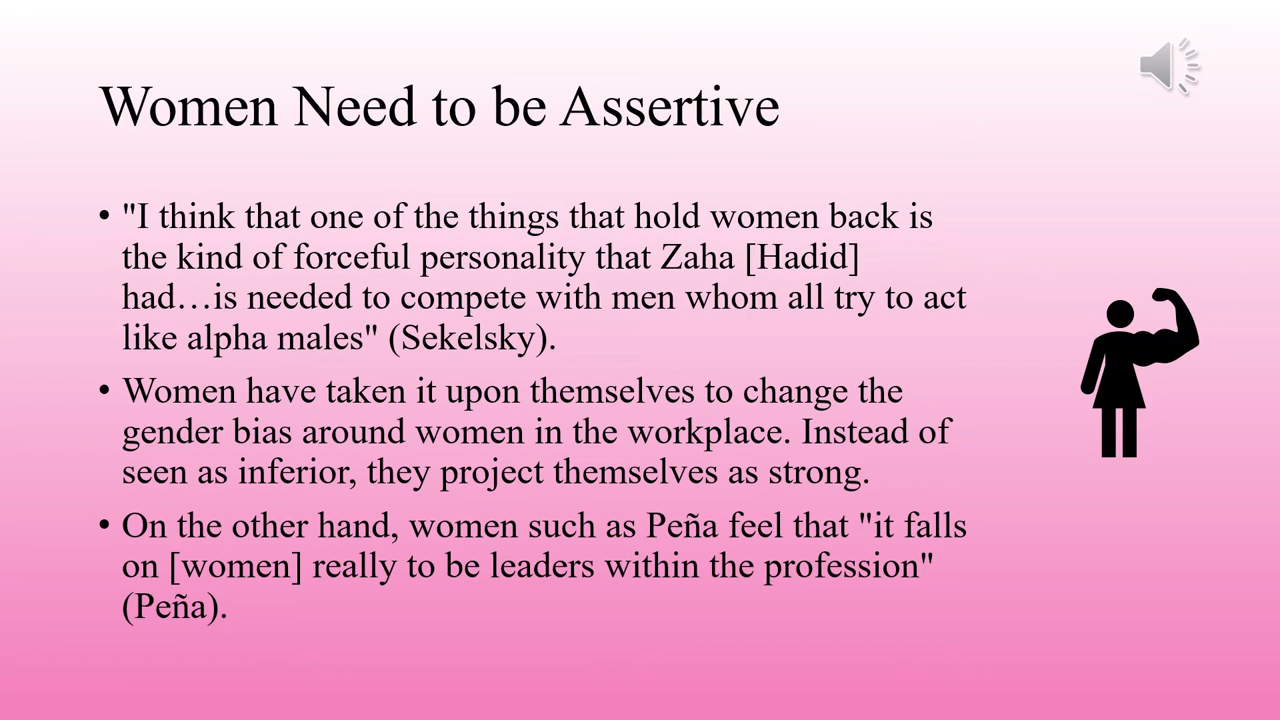 Women Need to be Assertive
• "I think that one of the things that hold women back is
the kind of forceful personality that Zaha [Hadid]
had…is needed to compete with men whom all try to act
like alpha males" (Sekelsky).
• Women have taken it upon themselves to change the
gender bias around women in the workplace. Instead of
seen as inferior, they project themselves as strong.
• On the other hand, women such as Peña feel that "it falls
on [women] really to be leaders within the profession"
(Peña).